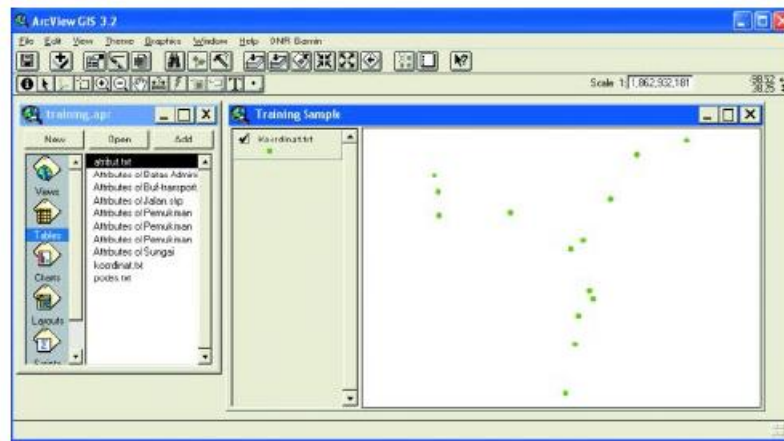 ArcView GIS 3.2
File Edit View Theme Graphics Window Help DNR Garmin
Scale 1: 1,862,932,181
training.apr
New Open Add
Views
Tables
Charts
Layouts
Scripts
atribut.txt
Attributes of Batas Admini
Attributes of Buf-transport
Attributes of Jalan.shp
Attributes of Pemukiman
Attributes of Pemukiman
Attributes of Pemukiman
Attributes of Sungai
koordinat.txt
podes.txt
Training Sample
Koordinat.txt